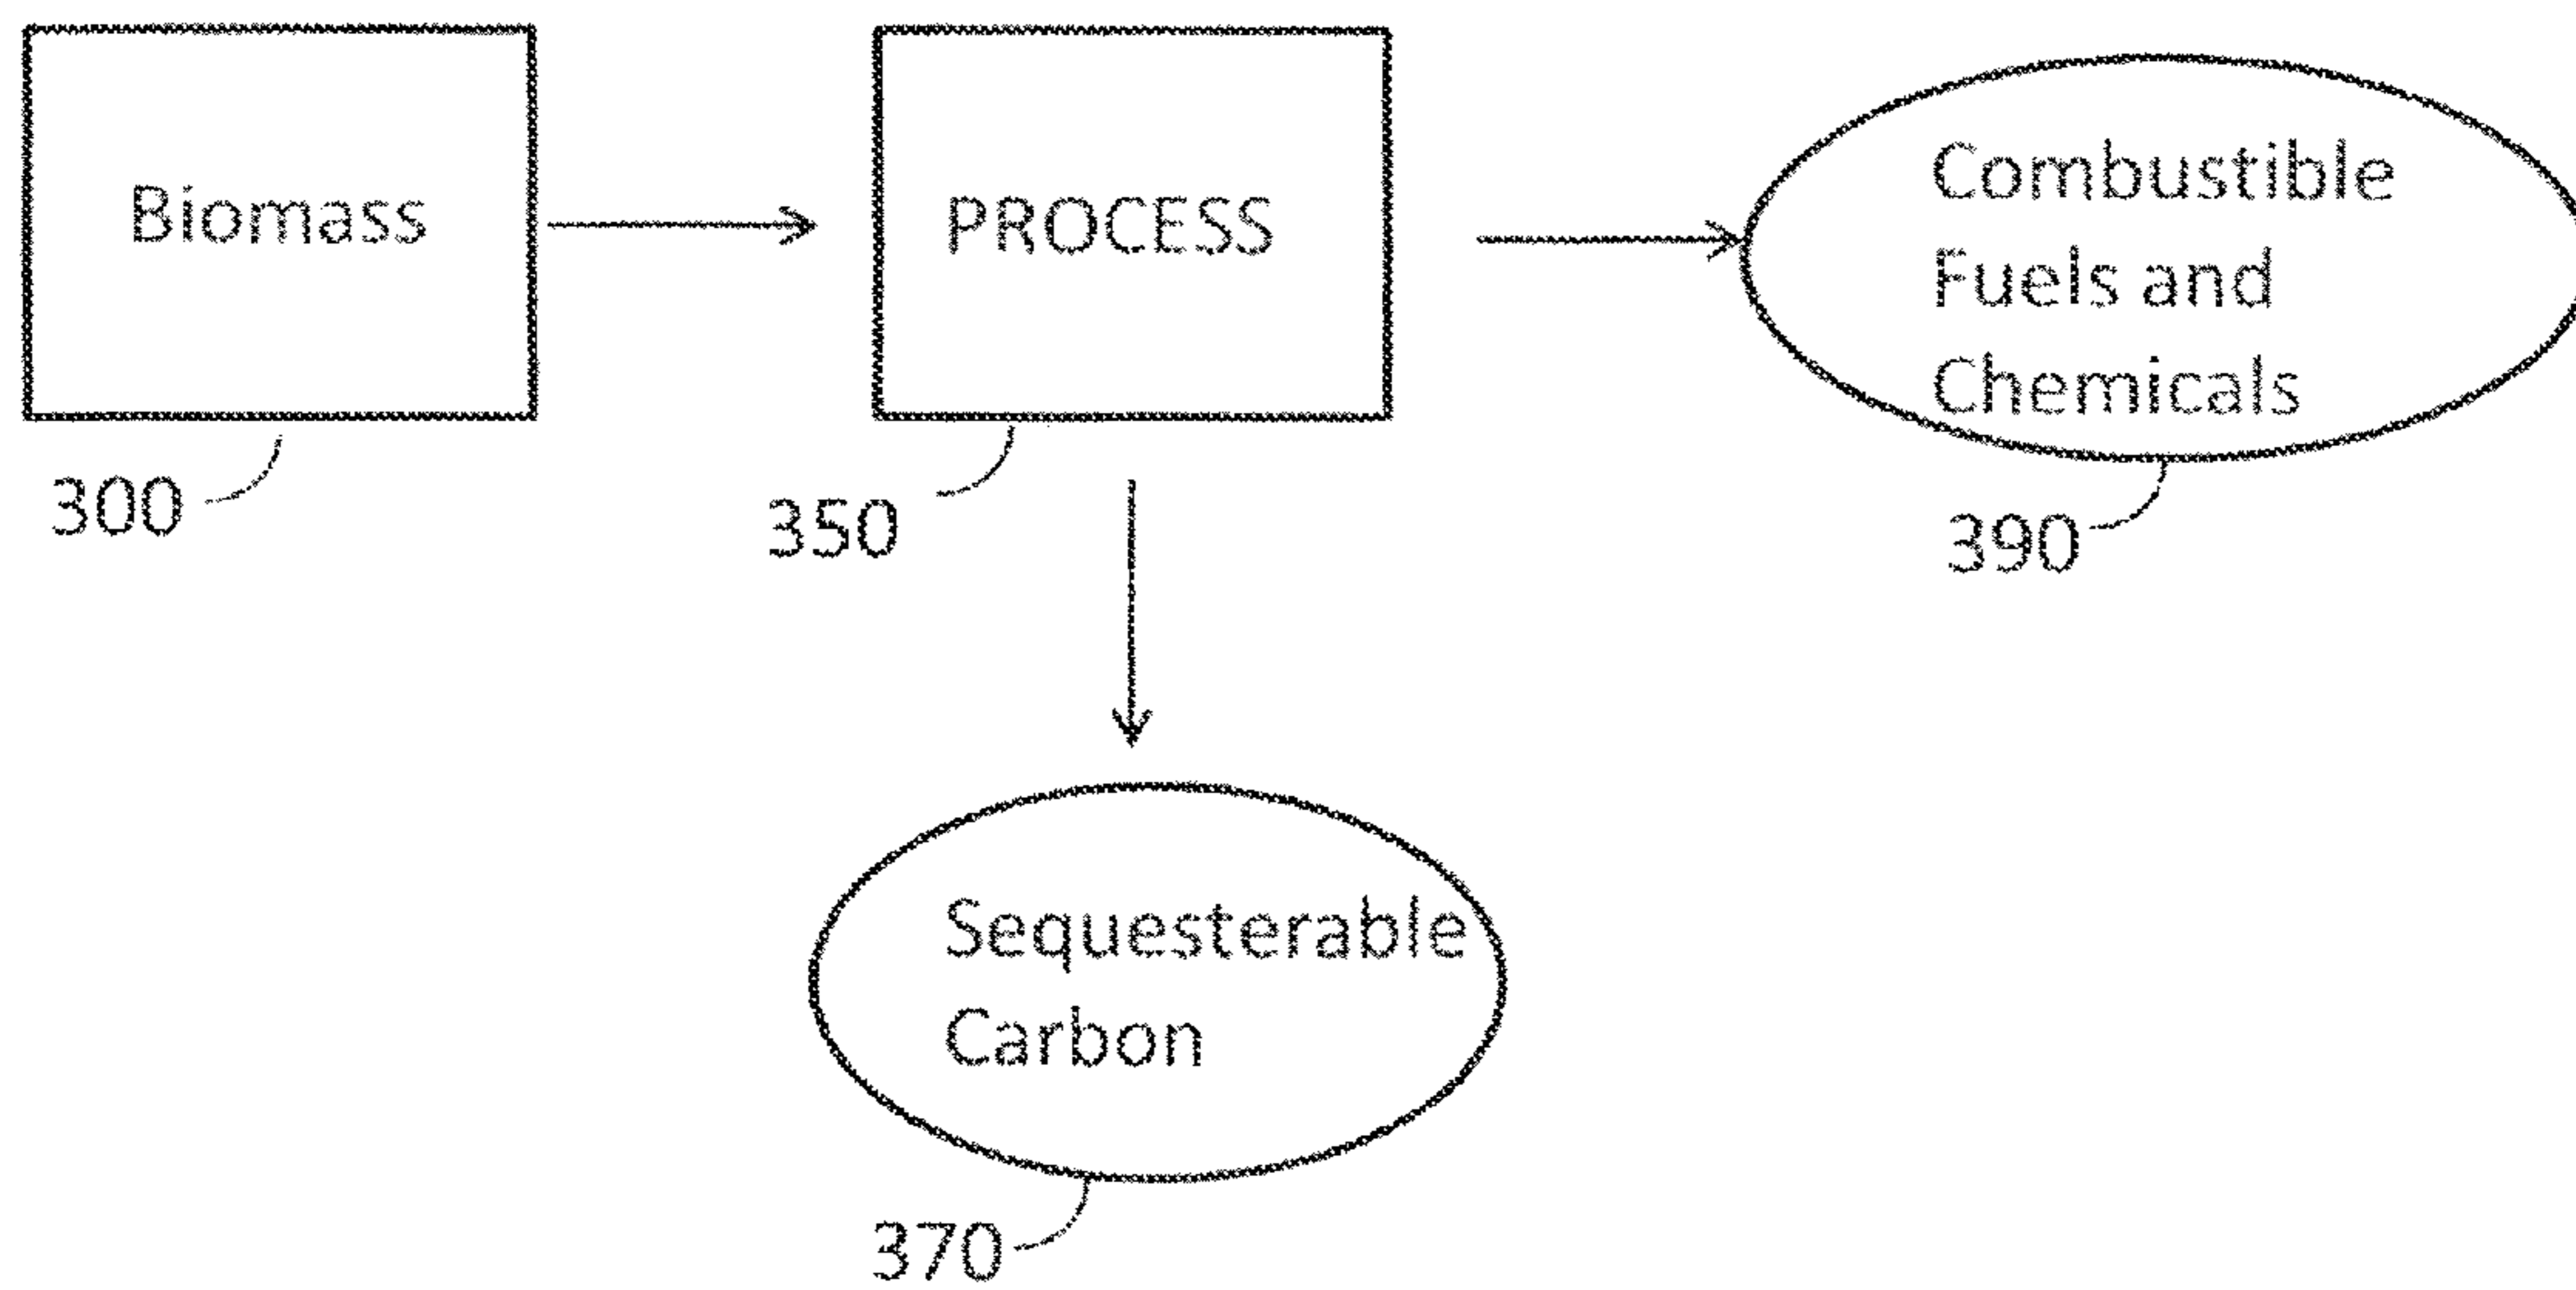 Biomass
PROCESS
Combustible
Fuels and
Chemicals
300
350
390
Sequesterable
Carbon
370